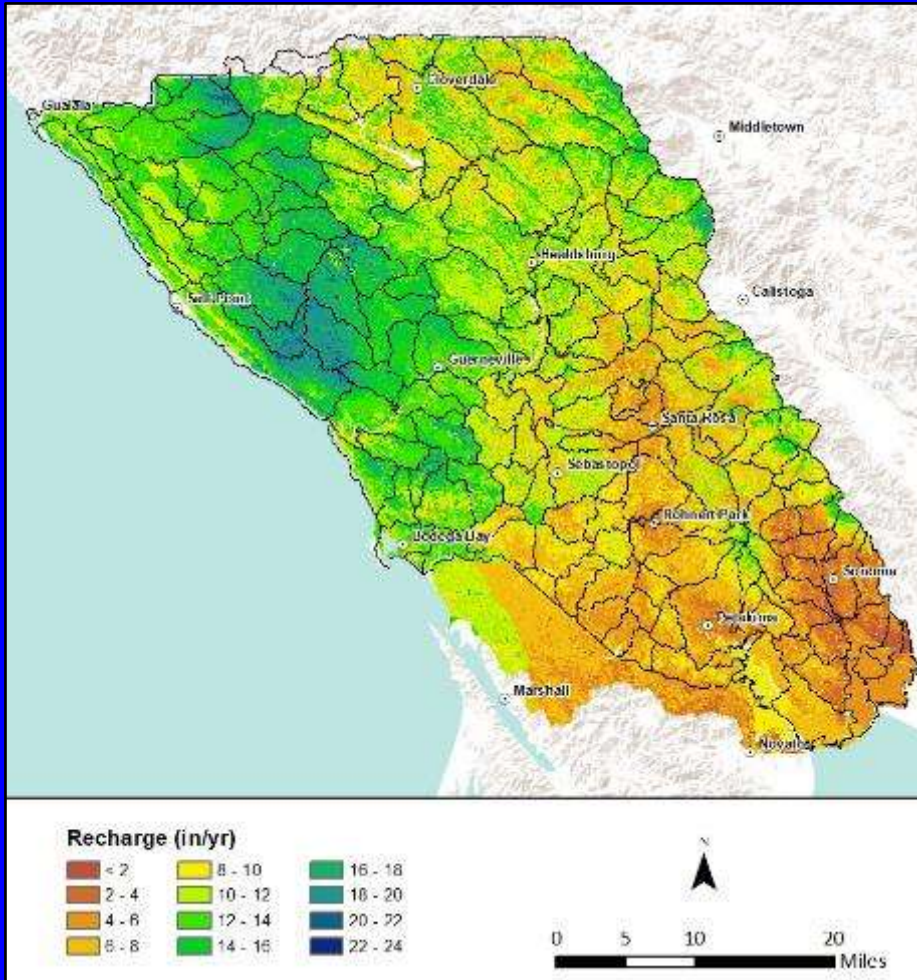 Cloverdale
Gualala
Middletown
Healdsburg
Calistoga
Sea Point
Guerneville
Santa Rosa
Sebastopol
Rohnert Park
Bodega Bay
Sonoma
Petaluma
Marshall
Novato
Recharge (in/yr)
< 2
2 - 4
4 - 6
6 - 8
8 - 10
10 - 12
12 - 14
14 - 16
16 - 18
18 - 20
20 - 22
22 - 24
N
0 5 10 20
Miles